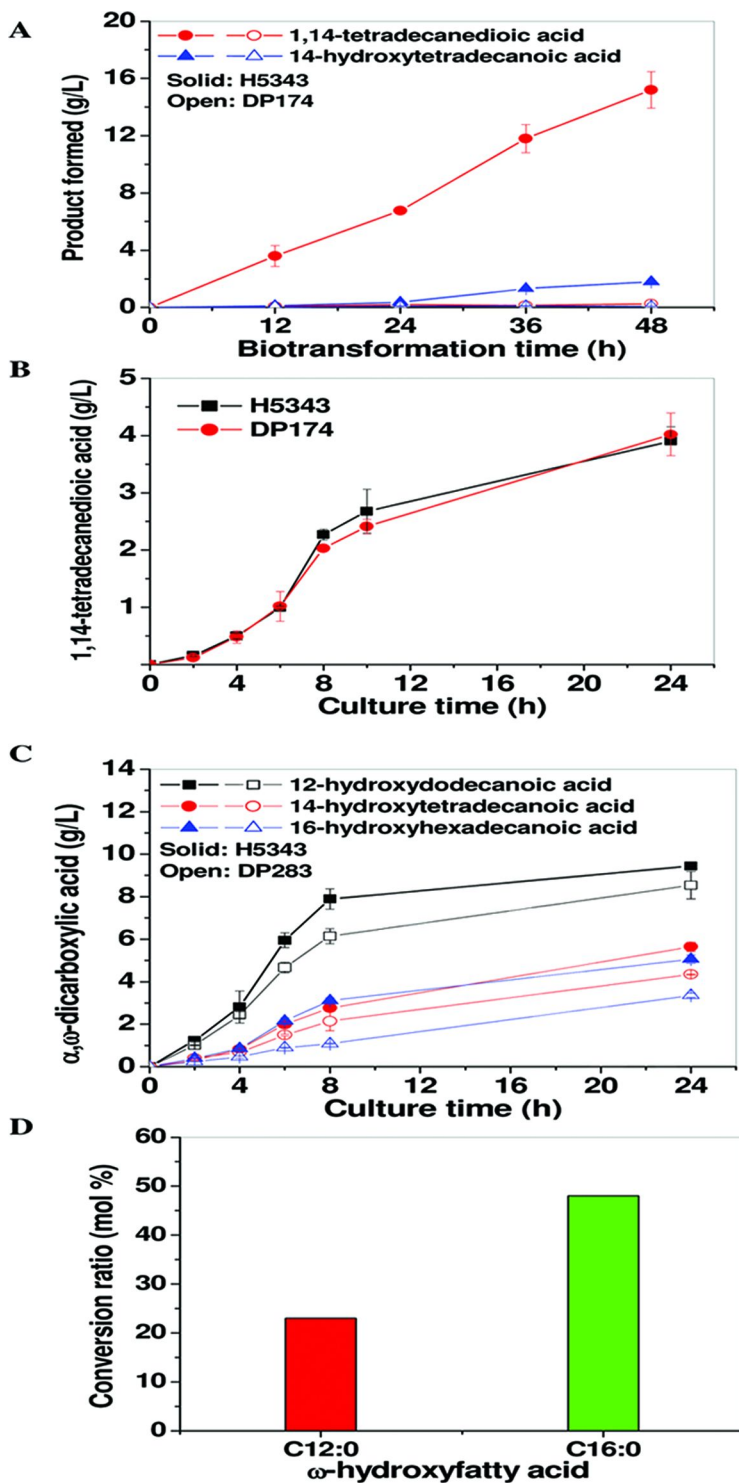 A
20
16
12
8
4
0
Product formed (g/L)
1,14-tetradecanedioic acid
14-hydroxytetradecanoic acid
Solid: H5343
Open: DP174
0 12 24 36 48
Biotransformation time (h)
B
5
4
3
2
1
1,14-tetradecanedioic acid (g/L)
H5343
DP174
0 4 8 12 16 20 24
Culture time (h)
C
14
12
10
8
6
4
2
0
α,ω-dicarboxylic acid (g/L)
12-hydroxydodecanoic acid
14-hydroxytetradecanoic acid
16-hydroxyhexadecanoic acid
Solid: H5343
Open: DP283
0 4 8 12 16 20 24
Culture time (h)
D
60
50
40
30
20
10
0
Conversion ratio (mol %)
C12:0 C16:0
ω-hydroxyfatty acid